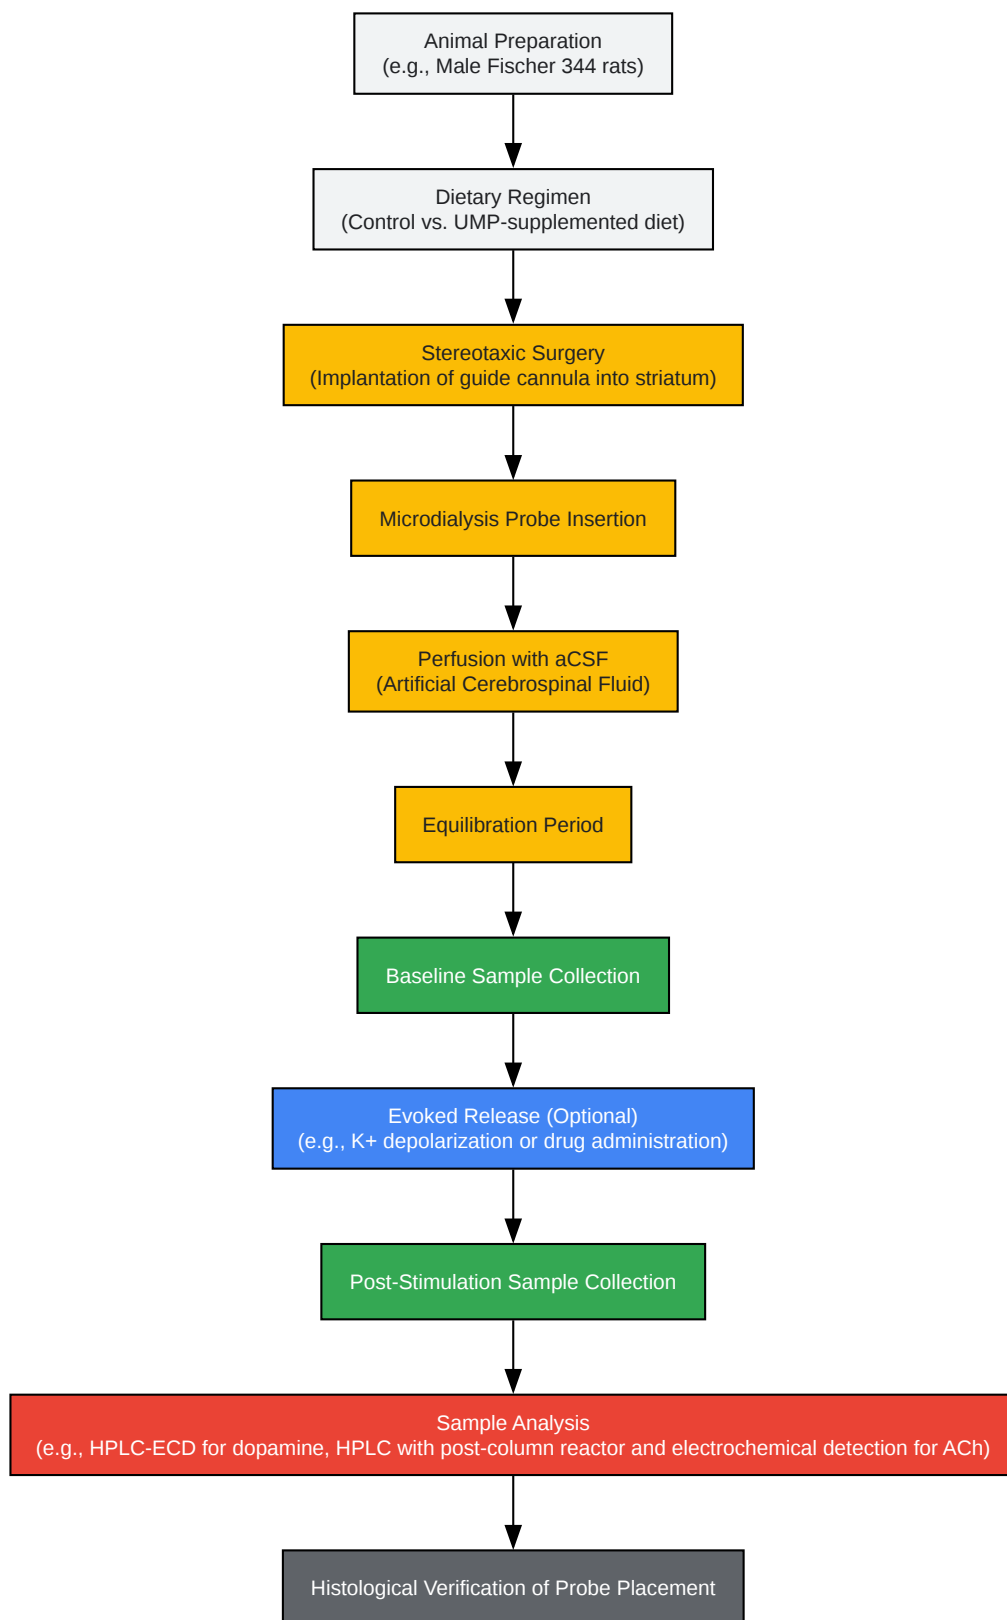 Animal Preparation
(e.g., Male Fischer 344 rats)
Dietary Regimen
(Control vs. UMP-supplemented diet)
Stereotaxic Surgery
(Implantation of guide cannula into striatum)
Microdialysis Probe Insertion
Perfusion with aCSF
(Artificial Cerebrospinal Fluid)
Equilibration Period
Baseline Sample Collection
Evoked Release (Optional)
(e.g., K+ depolarization or drug administration)
Post-Stimulation Sample Collection
Sample Analysis
(e.g., HPLC-ECD for dopamine, HPLC with post-column reactor and electrochemical detection for ACh)
Histological Verification of Probe Placement